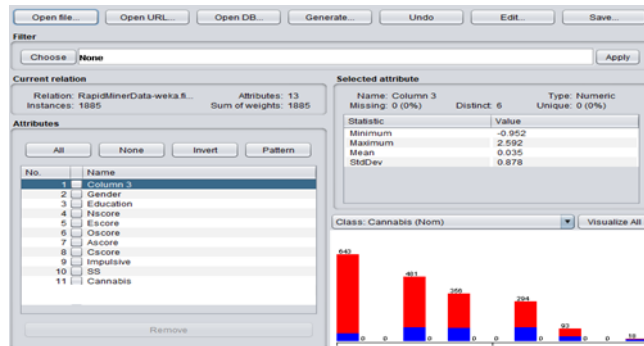 Open file... Open URL... Open DB... Generate... Undo Edit... Save...
Filter
Choose None Apply
Current relation
Relation: RapidMinerData-weka.fi... Attributes: 13
Instances: 1885 Sum of weights: 1885
Attributes
All None Invert Pattern
No. Name
1 Column 3
2 Gender
3 Education
4 Nscore
5 Escore
6 Oscore
7 Ascore
8 Cscore
9 Impulsive
10 SS
11 Cannabis
Remove
Selected attribute
Name: Column 3 Type: Numeric
Missing: 0 (0%) Distinct: 6 Unique: 0 (0%)
Statistic Value
Minimum -0.952
Maximum 2.592
Mean 0.035
StdDev 0.878
Class: Cannabis (Nom) Visualize All
643
481
294
93
0 0 0 0 0 0